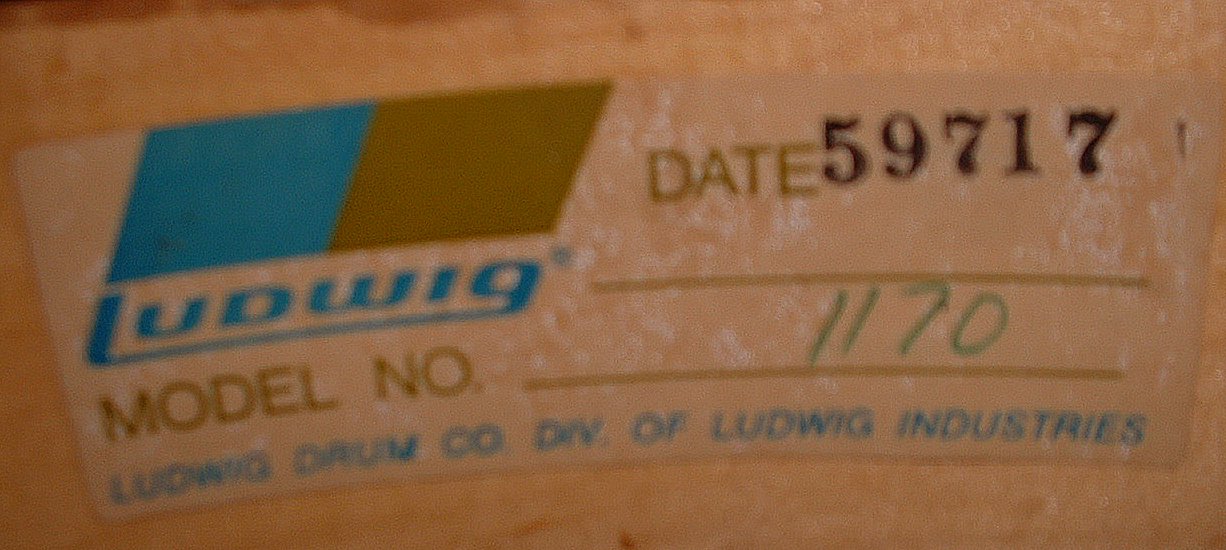 DATE 59717
LUDWIG®
1170
MODEL NO.
LUDWIG DRUM CO. DIV. OF LUDWIG INDUSTRIES